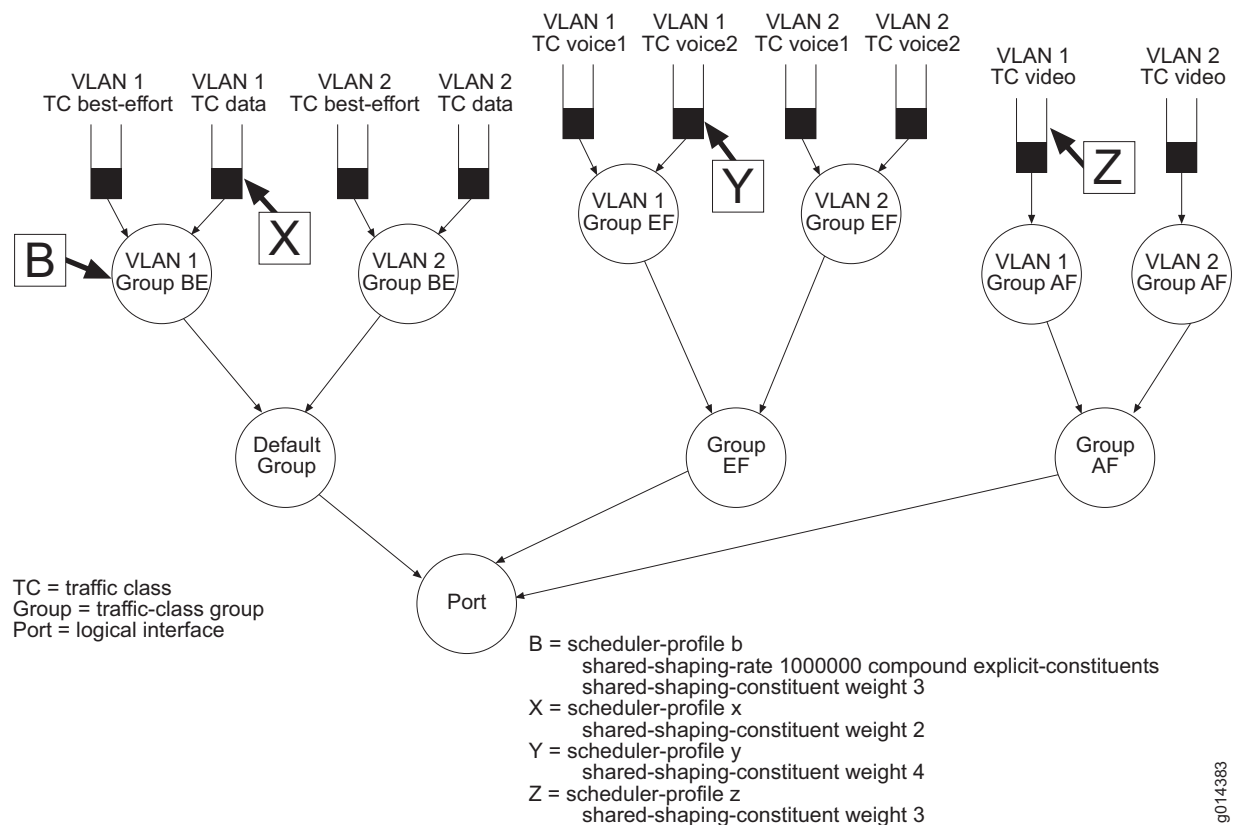 VLAN 1
TC best-effort
VLAN 1
TC data
VLAN 2
TC best-effort
VLAN 2
TC data
VLAN 1
TC voice1
VLAN 1
TC voice2
VLAN 2
TC voice1
VLAN 2
TC voice2
VLAN 1
TC video
VLAN 2
TC video
B
X
Y
Z
VLAN 1
Group BE
VLAN 2
Group BE
VLAN 1
Group EF
VLAN 2
Group EF
VLAN 1
Group AF
VLAN 2
Group AF
Default
Group
Group
EF
Group
AF
Port
TC = traffic class
Group = traffic-class group
Port = logical interface
B = scheduler-profile b
shared-shaping-rate 1000000 compound explicit-constituents
shared-shaping-constituent weight 3
X = scheduler-profile x
shared-shaping-constituent weight 2
Y = scheduler-profile y
shared-shaping-constituent weight 4
Z = scheduler-profile z
shared-shaping-constituent weight 3
g014383